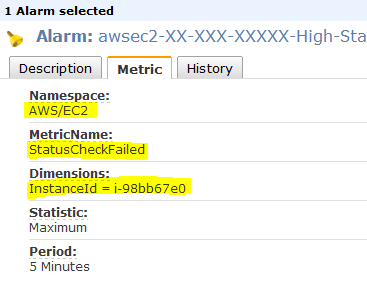 1 Alarm selected
Alarm: awsec2-XX-XXX-XXXXX-High-Sta
Description Metric History
Namespace:
AWS/EC2
MetricName:
StatusCheckFailed
Dimensions:
InstanceId = i-98bb67e0
Statistic:
Maximum
Period:
5 Minutes